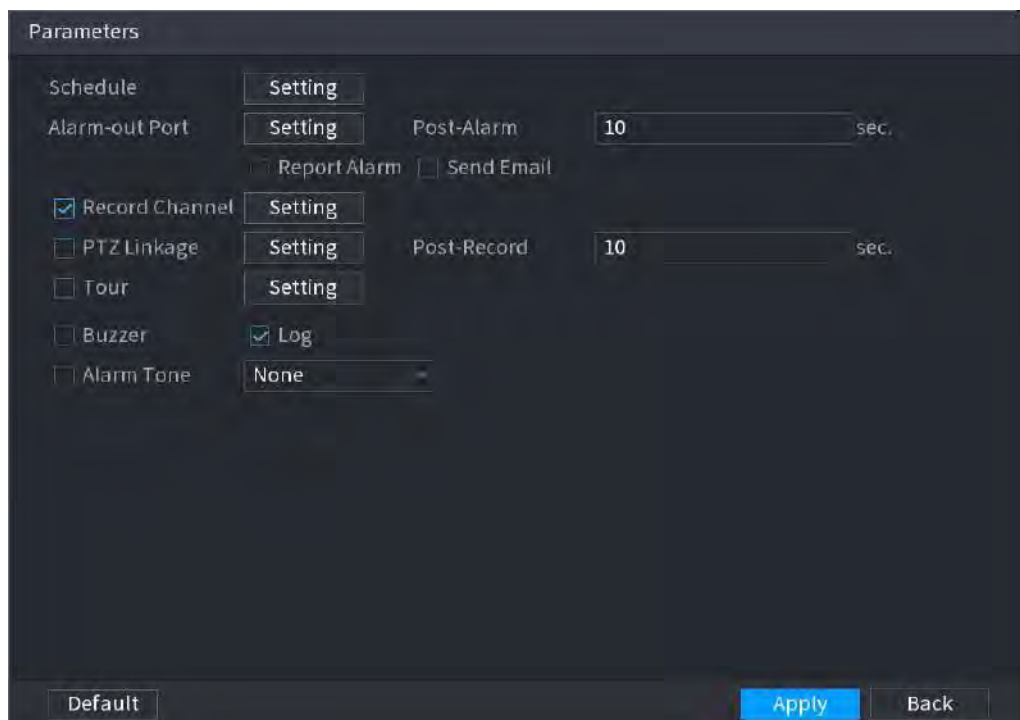 Parameters
Schedule Setting
Alarm-out Port Setting Post-Alarm 10 sec.
Report Alarm Send Email
Record Channel Setting
PTZ Linkage Setting Post-Record 10 sec.
Tour Setting
Buzzer Log
Alarm Tone None
Default Apply Back